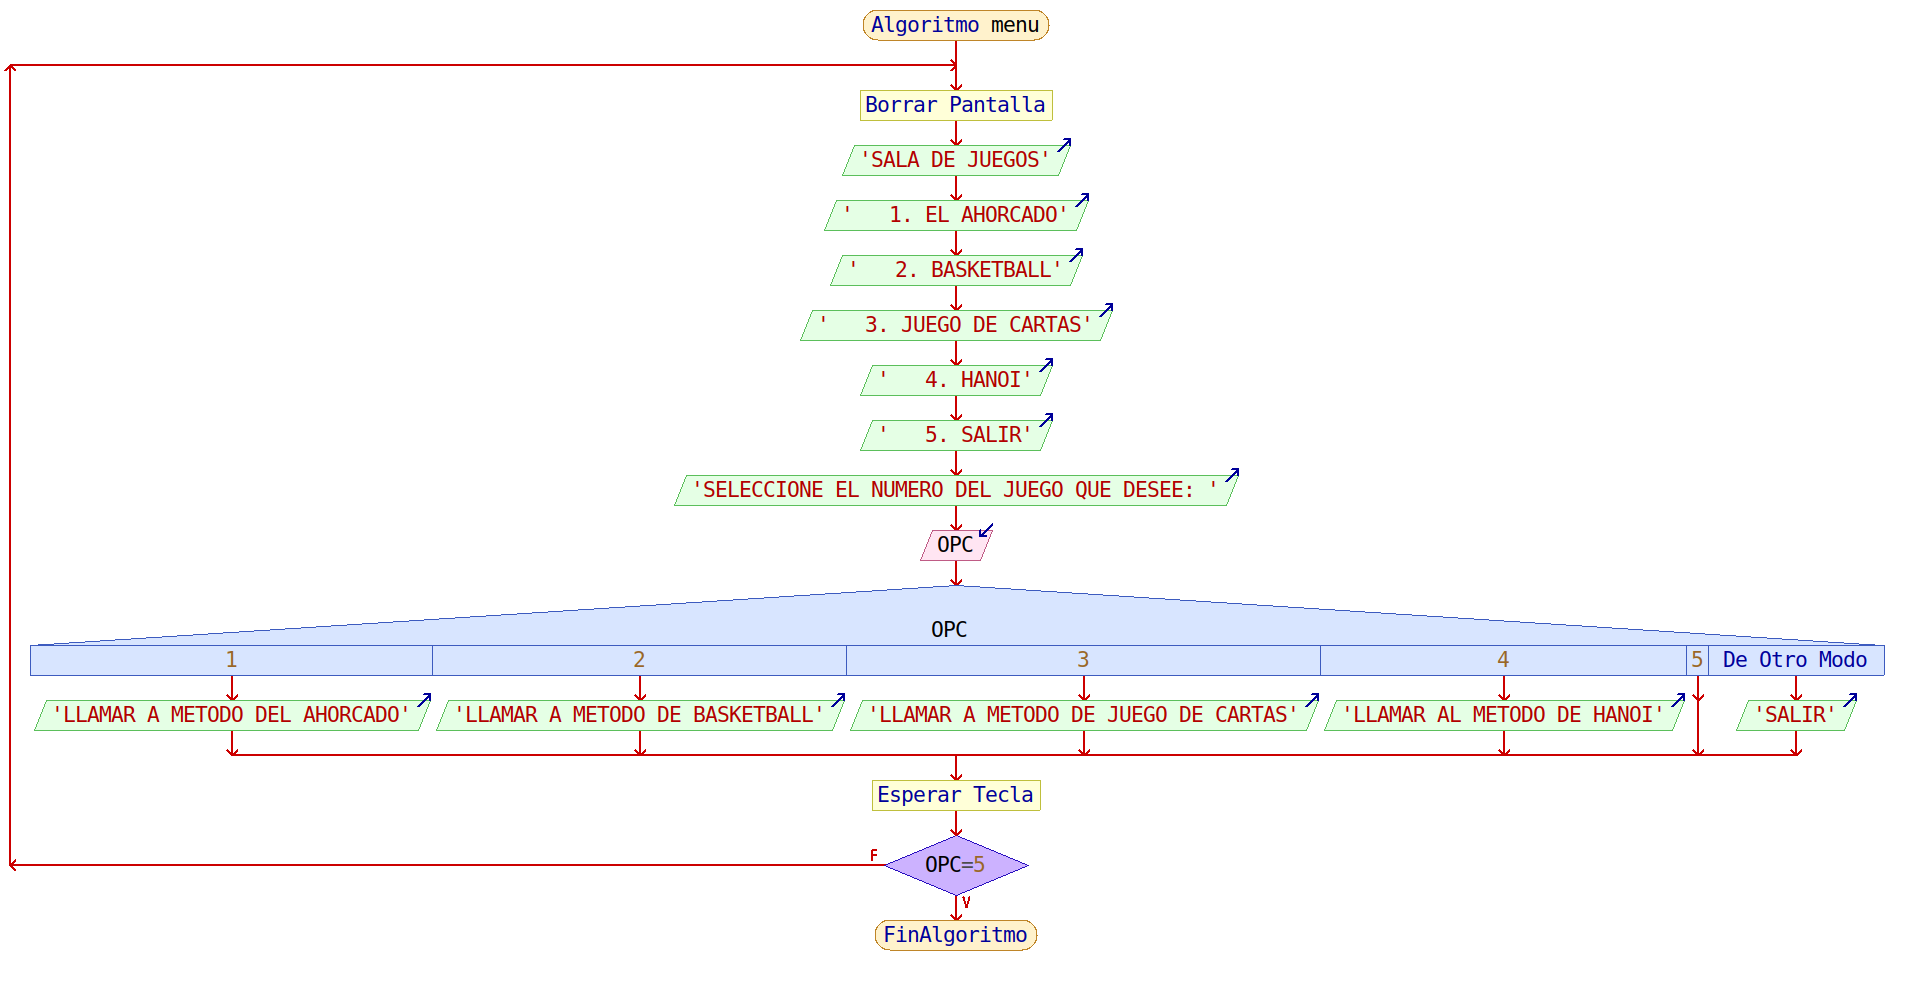 Algoritmo menu
Borrar Pantalla
'SALA DE JUEGOS'
'   1. EL AHORCADO'
'   2. BASKETBALL'
'   3. JUEGO DE CARTAS'
'   4. HANOI'
'   5. SALIR'
'SELECCIONE EL NUMERO DEL JUEGO QUE DESEE: '
OPC
OPC
1 2 3 4 5 De Otro Modo
'LLAMAR A METODO DEL AHORCADO' 'LLAMAR A METODO DE BASKETBALL' 'LLAMAR A METODO DE JUEGO DE CARTAS' 'LLAMAR AL METODO DE HANOI' 'SALIR'
Esperar Tecla
F
OPC=5
V
FinAlgoritmo